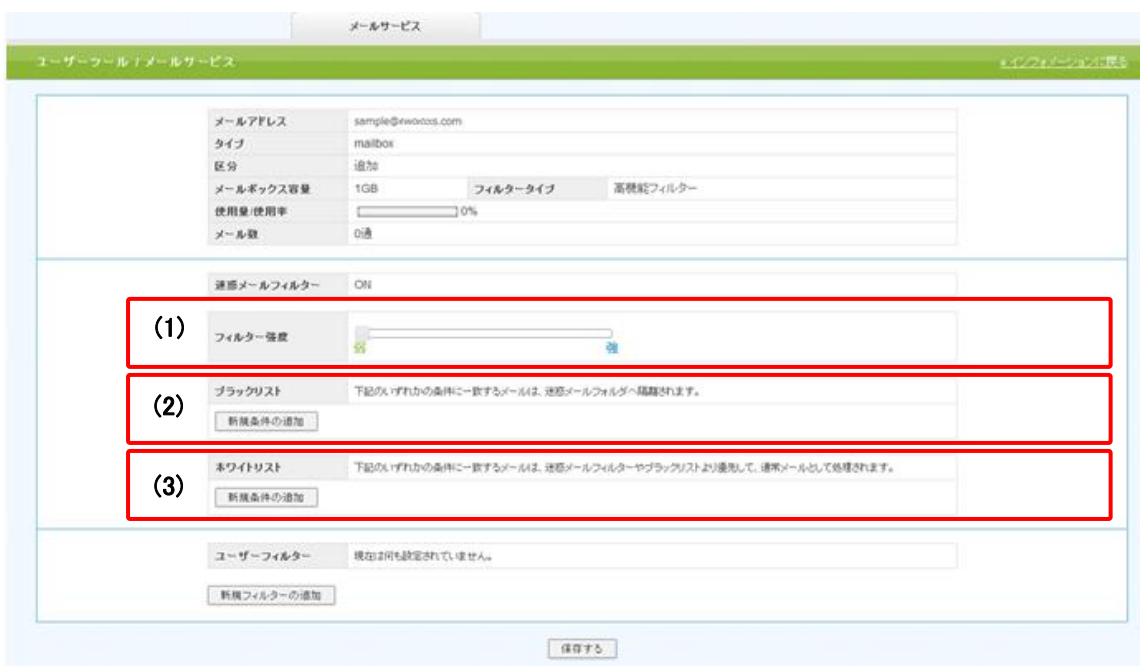 メールサービス
ユーザーツール / メールサービス
インフォメーションに戻る
メールアドレス
タイプ mailbox
区分 追加
メールボックス容量 1GB フィルタータイプ 高機能フィルター
使用量/使用率 0%
メール数 0通
迷惑メールフィルター ON
(1) フィルター強度 弱 強
(2) ブラックリスト 下記のいずれかの条件に一致するメールは、迷惑メールフォルダへ隔離されます。
新規条件の追加
(3) ホワイトリスト 下記のいずれかの条件に一致するメールは、迷惑メールフィルターやブラックリストより優先して、通常メールとして処理されます。
新規条件の追加
ユーザーフィルター 現在は何も設定されていません。
新規フィルターの追加
保存する